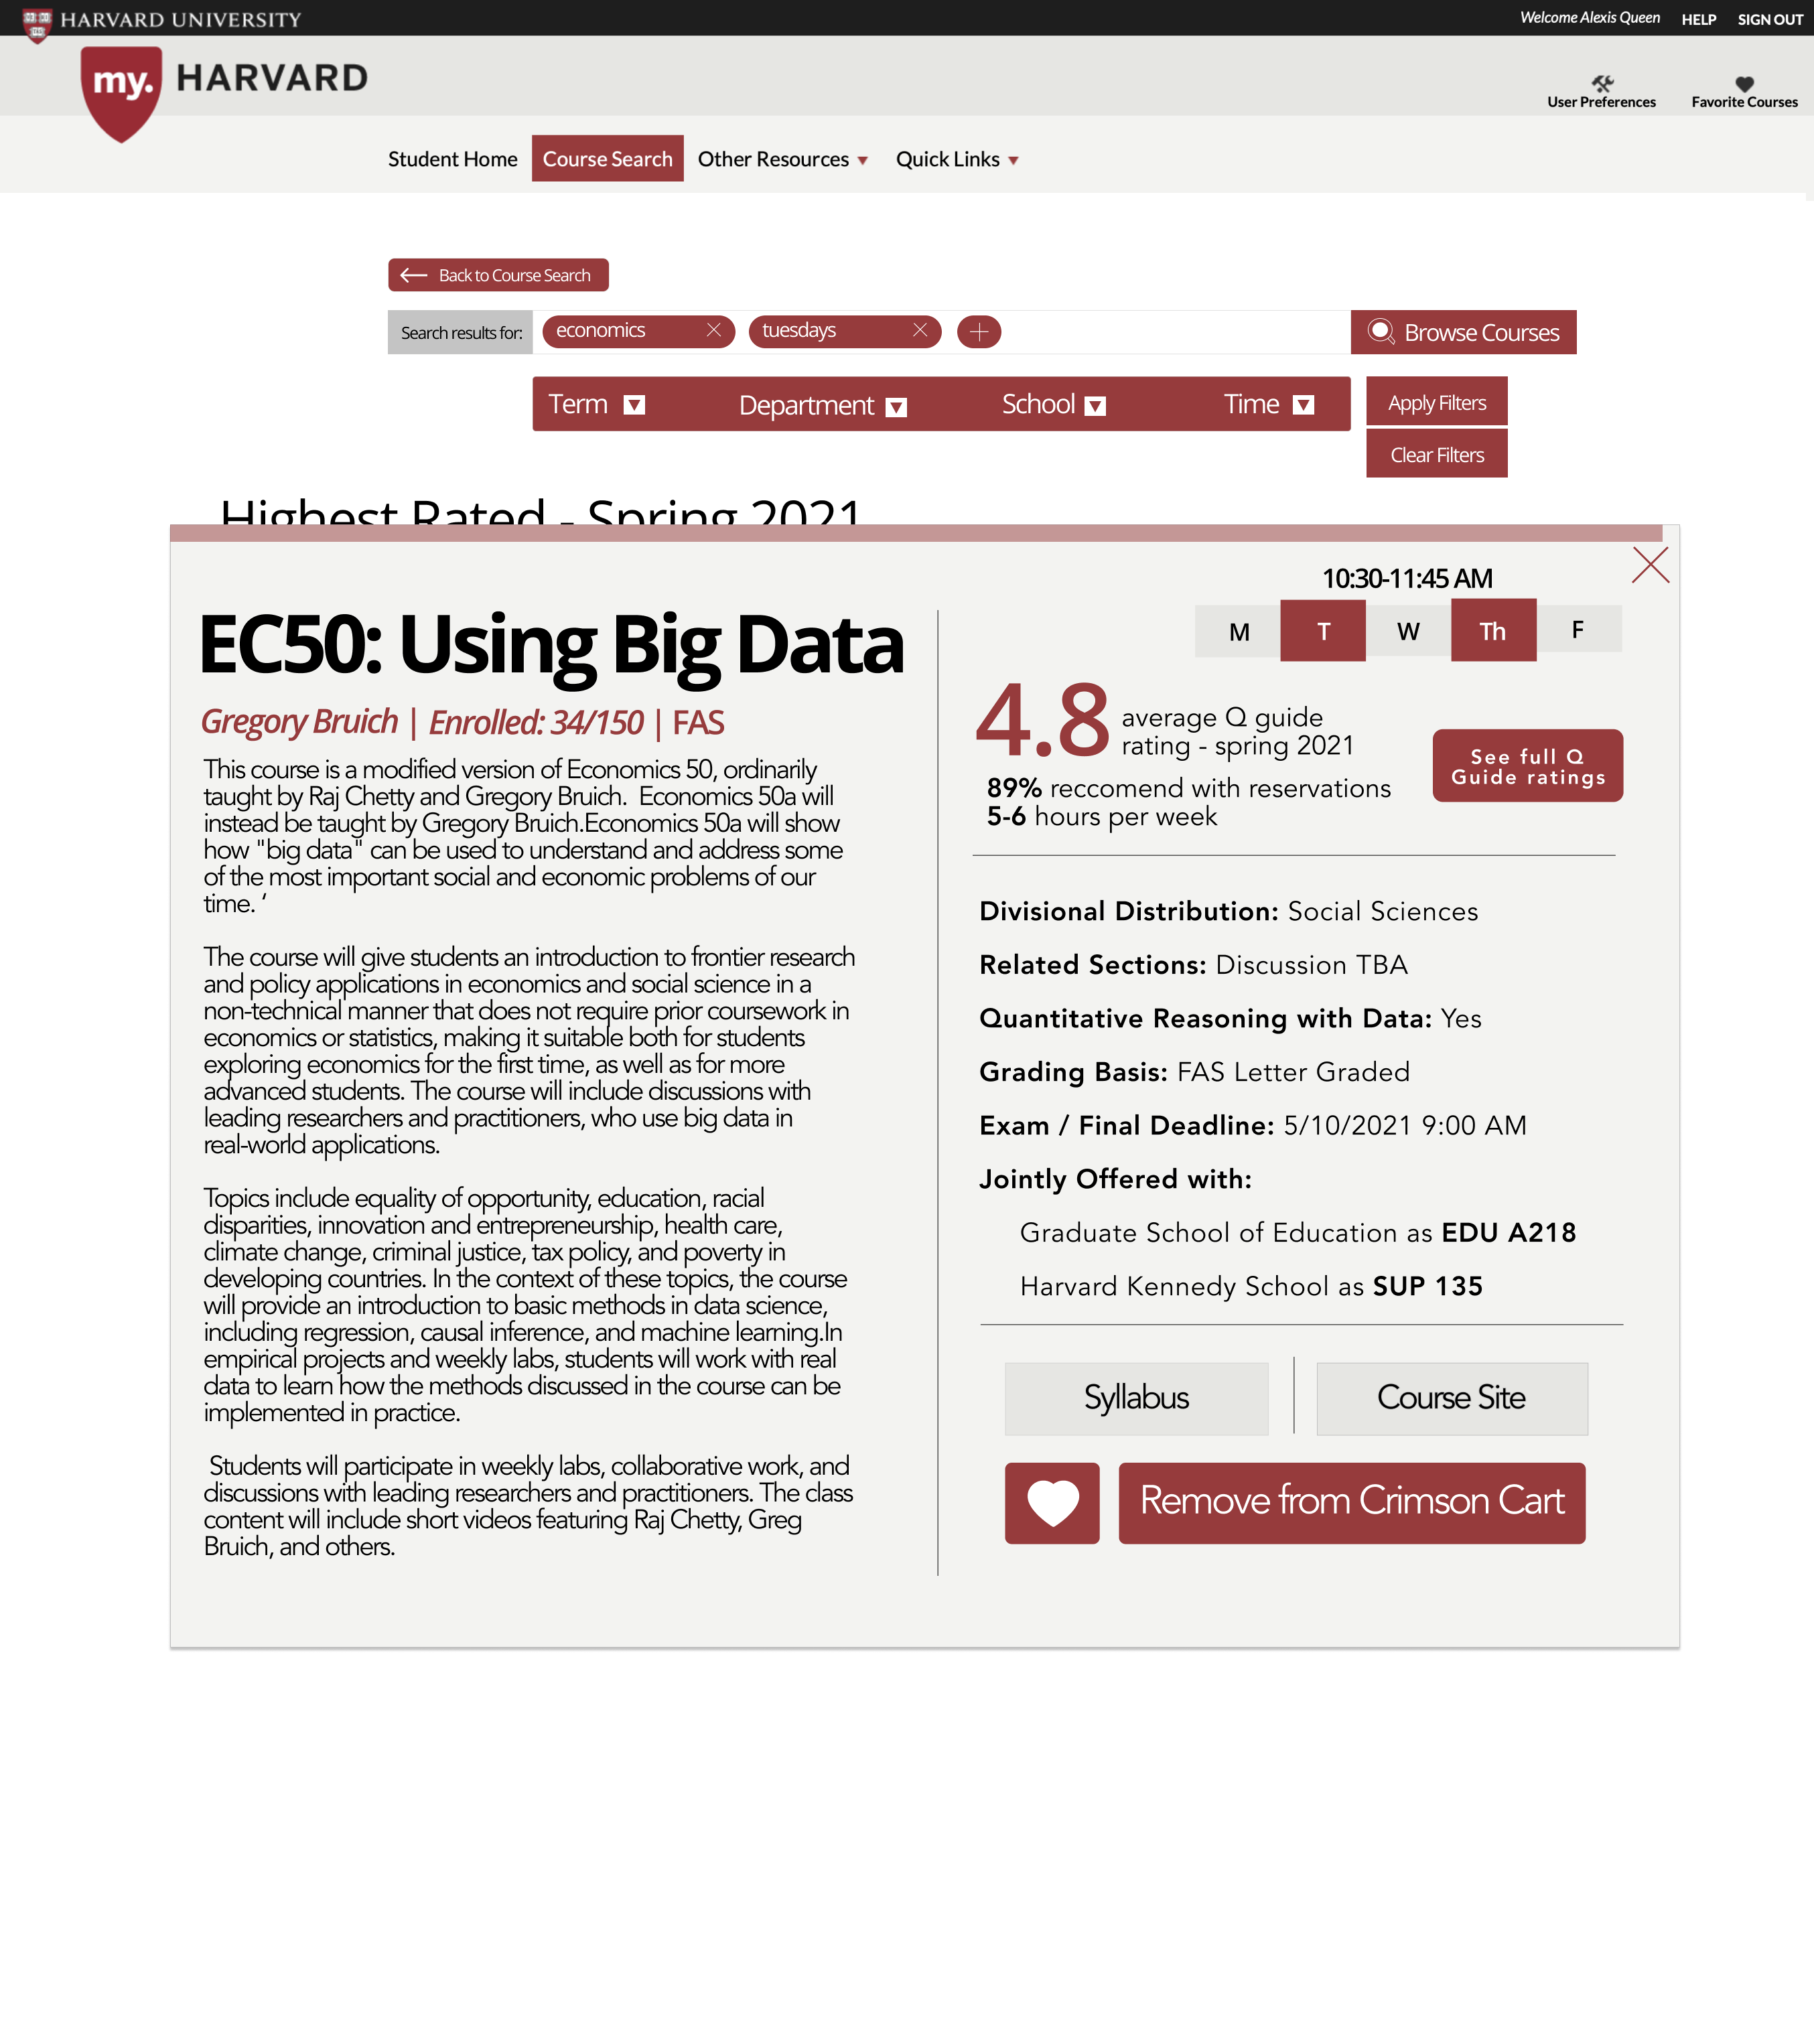 HARVARD UNIVERSITY
Welcome Alexis Queen HELP SIGN OUT
my. HARVARD
User Preferences Favorite Courses
Student Home Course Search Other Resources Quick Links
Back to Course Search
Search results for: economics tuesdays Browse Courses
Term Department School Time Apply Filters
Clear Filters
Highest Rated - Spring 2021
EC50: Using Big Data
Gregory Bruich | Enrolled: 34/150 | FAS
This course is a modified version of Economics 50, ordinarily
taught by Raj Chetty and Gregory Bruich.  Economics 50a will
instead be taught by Gregory Bruich.Economics 50a will show
how "big data" can be used to understand and address some
of the most important social and economic problems of our
time. ‘
The course will give students an introduction to frontier research
and policy applications in economics and social science in a
non-technical manner that does not require prior coursework in
economics or statistics, making it suitable both for students
exploring economics for the first time, as well as for more
advanced students. The course will include discussions with
leading researchers and practitioners, who use big data in
real-world applications.
Topics include equality of opportunity, education, racial
disparities, innovation and entrepreneurship, health care,
climate change, criminal justice, tax policy, and poverty in
developing countries. In the context of these topics, the course
will provide an introduction to basic methods in data science,
including regression, causal inference, and machine learning.In
empirical projects and weekly labs, students will work with real
data to learn how the methods discussed in the course can be
implemented in practice.
Students will participate in weekly labs, collaborative work, and
discussions with leading researchers and practitioners. The class
content will include short videos featuring Raj Chetty, Greg
Bruich, and others.
10:30-11:45 AM
M T W Th F
4.8 average Q guide
rating - spring 2021
89% reccomend with reservations
5-6 hours per week
See full Q
Guide ratings
Divisional Distribution: Social Sciences
Related Sections: Discussion TBA
Quantitative Reasoning with Data: Yes
Grading Basis: FAS Letter Graded
Exam / Final Deadline: 5/10/2021 9:00 AM
Jointly Offered with:
Graduate School of Education as EDU A218
Harvard Kennedy School as SUP 135
Syllabus Course Site
Remove from Crimson Cart